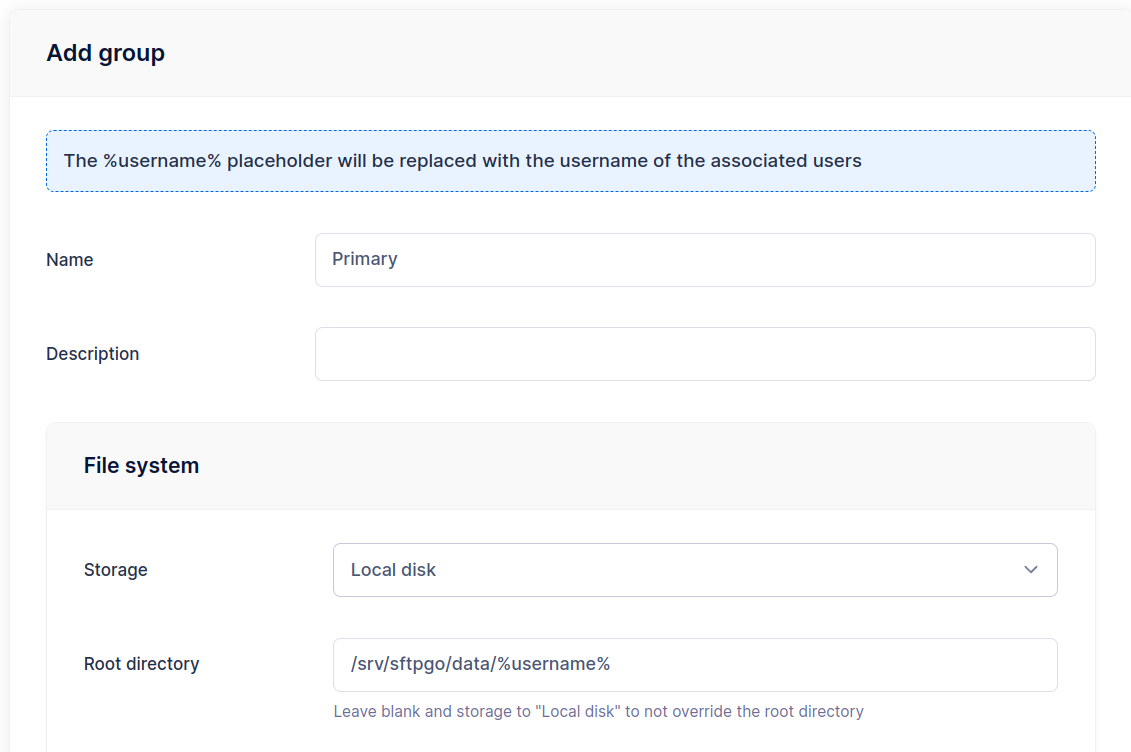 Add group
The %username% placeholder will be replaced with the username of the associated users
Name
Primary
Description
File system
Storage
Local disk
Root directory
/srv/sftpgo/data/%username%
Leave blank and storage to "Local disk" to not override the root directory